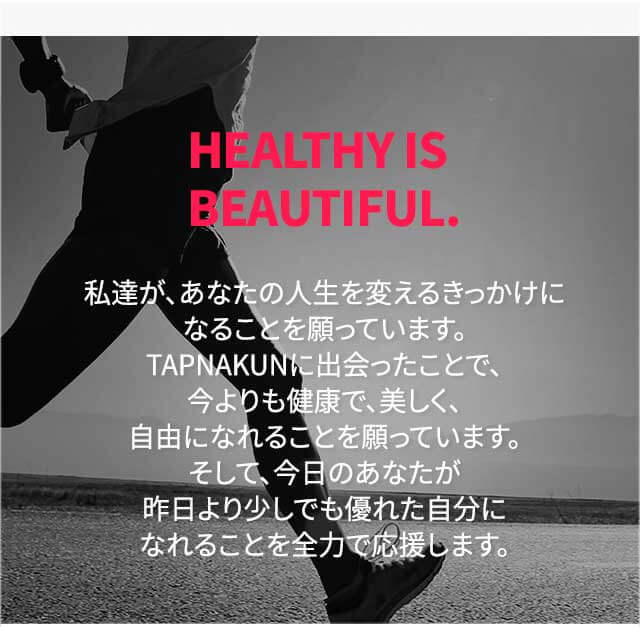 HEALTHY IS
BEAUTIFUL.
私達が、あなたの人生を変えるきっかけに
なることを願っています。
TAPNAKUNに出会ったことで、
今よりも健康で、美しく、
自由になれることを願っています。
そして、今日のあなたが
昨日より少しでも優れた自分に
なれることを全力で応援します。